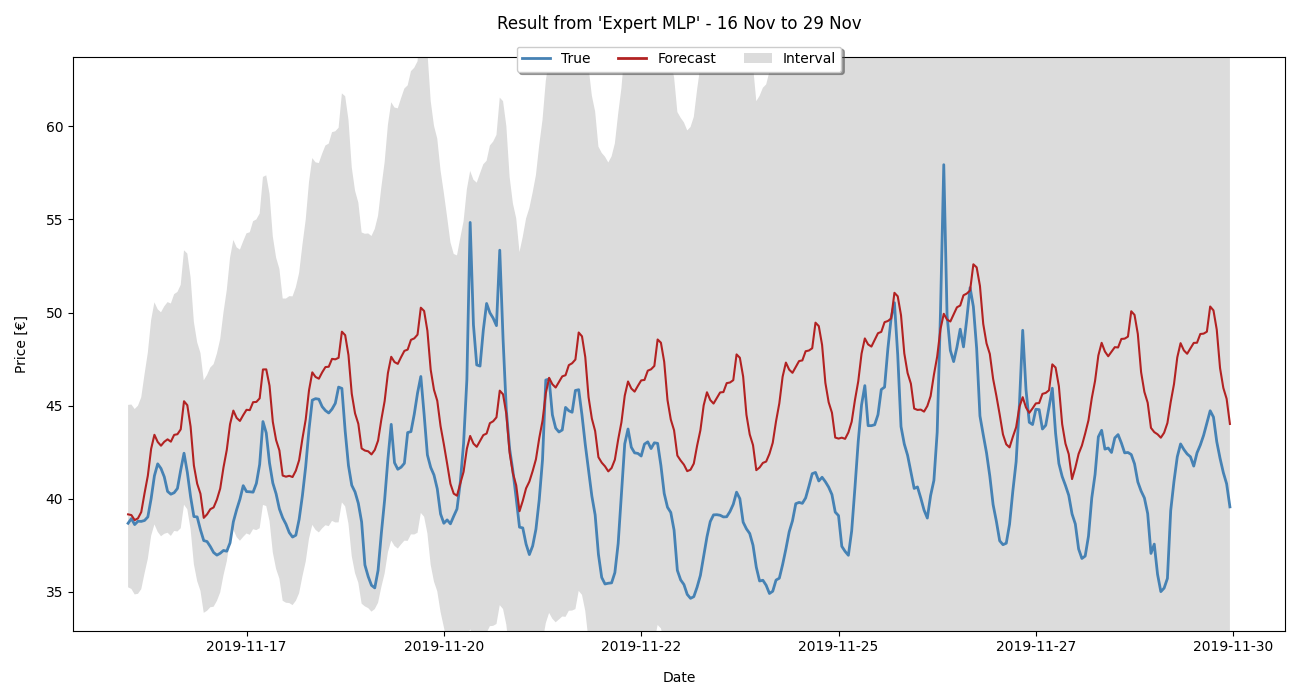 Result from 'Expert MLP' - 16 Nov to 29 Nov
True Forecast Interval
Price [€]
60
55
50
45
40
35
2019-11-17 2019-11-20 2019-11-22 2019-11-25 2019-11-27 2019-11-30
Date